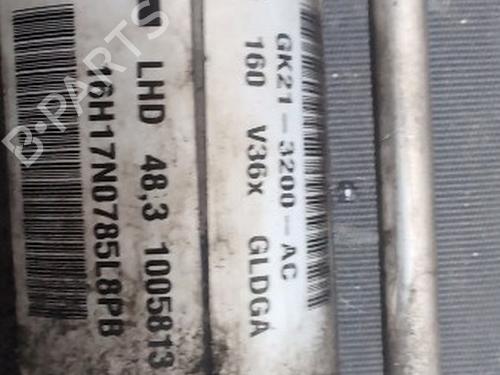 GK21-3200-AC
160 V36x GLDGA
LHD 48,3 1005813
16H17N0785L8PB
B-PARTS